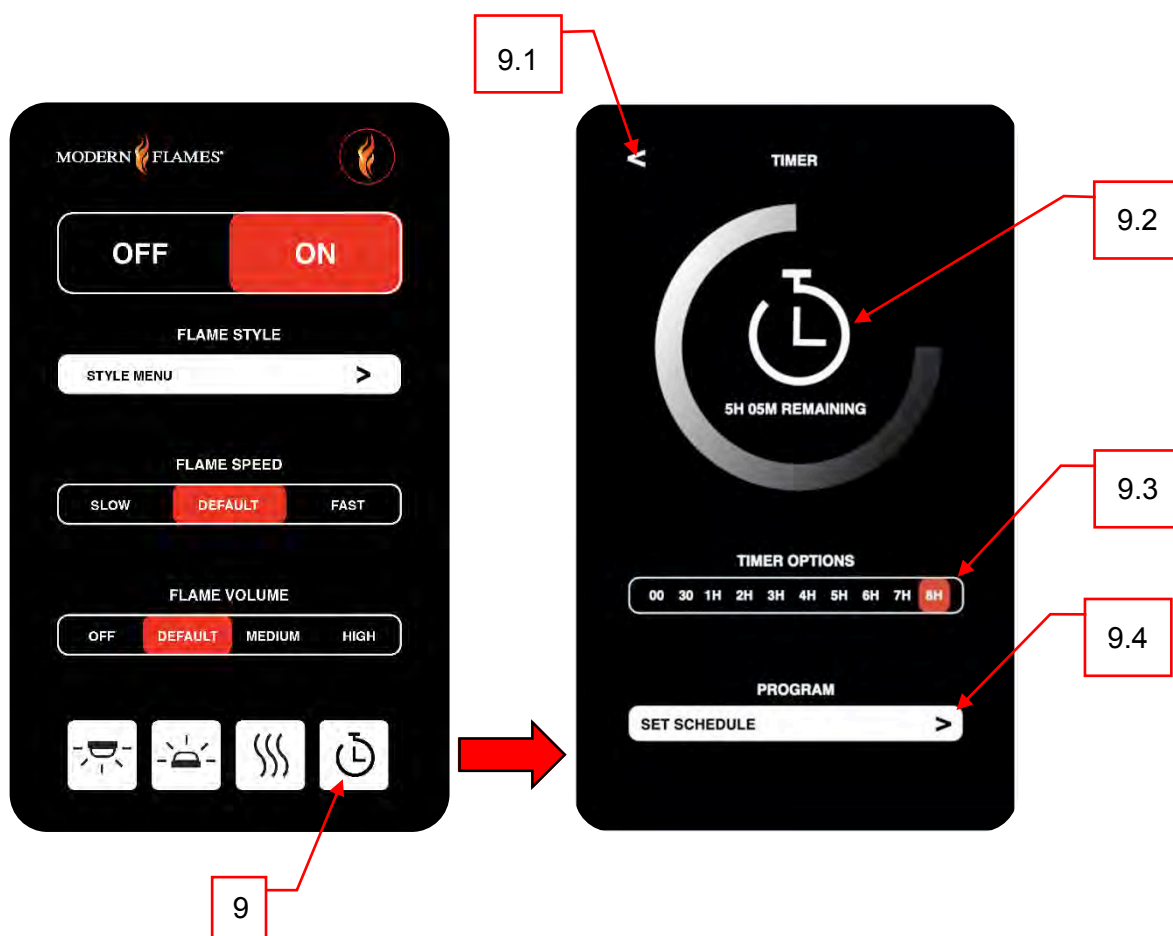 9.1
MODERN FLAMES®
OFF ON
FLAME STYLE
STYLE MENU >
FLAME SPEED
SLOW DEFAULT FAST
FLAME VOLUME
OFF DEFAULT MEDIUM HIGH
9
< TIMER
9.2
5H 05M REMAINING
9.3
TIMER OPTIONS
00 30 1H 2H 3H 4H 5H 6H 7H 8H
9.4
PROGRAM
SET SCHEDULE >